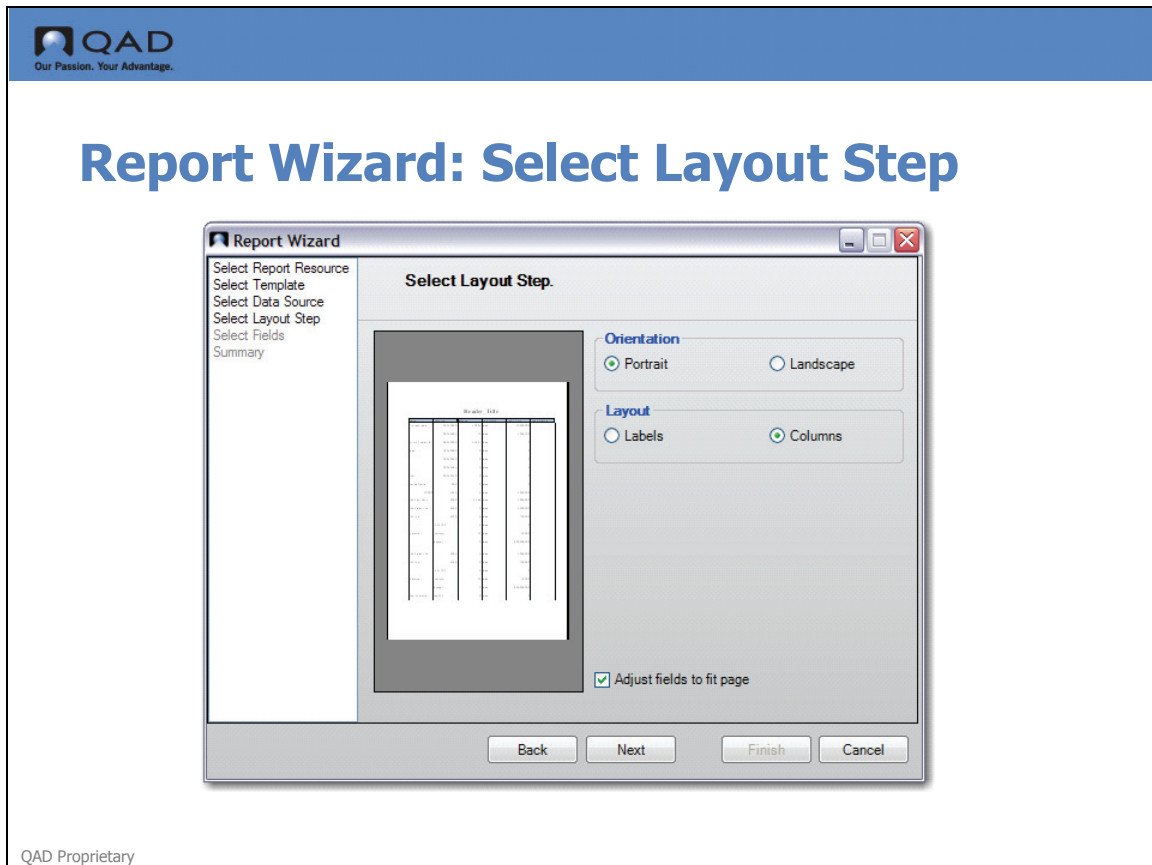 QAD
Our Passion. Your Advantage.
Report Wizard: Select Layout Step
Report Wizard
Select Report Resource
Select Template
Select Data Source
Select Layout Step
Select Fields
Summary
Select Layout Step.
Orientation
Portrait
Landscape
Layout
Labels
Columns
Adjust fields to fit page
Back
Next
Finish
Cancel
QAD Proprietary